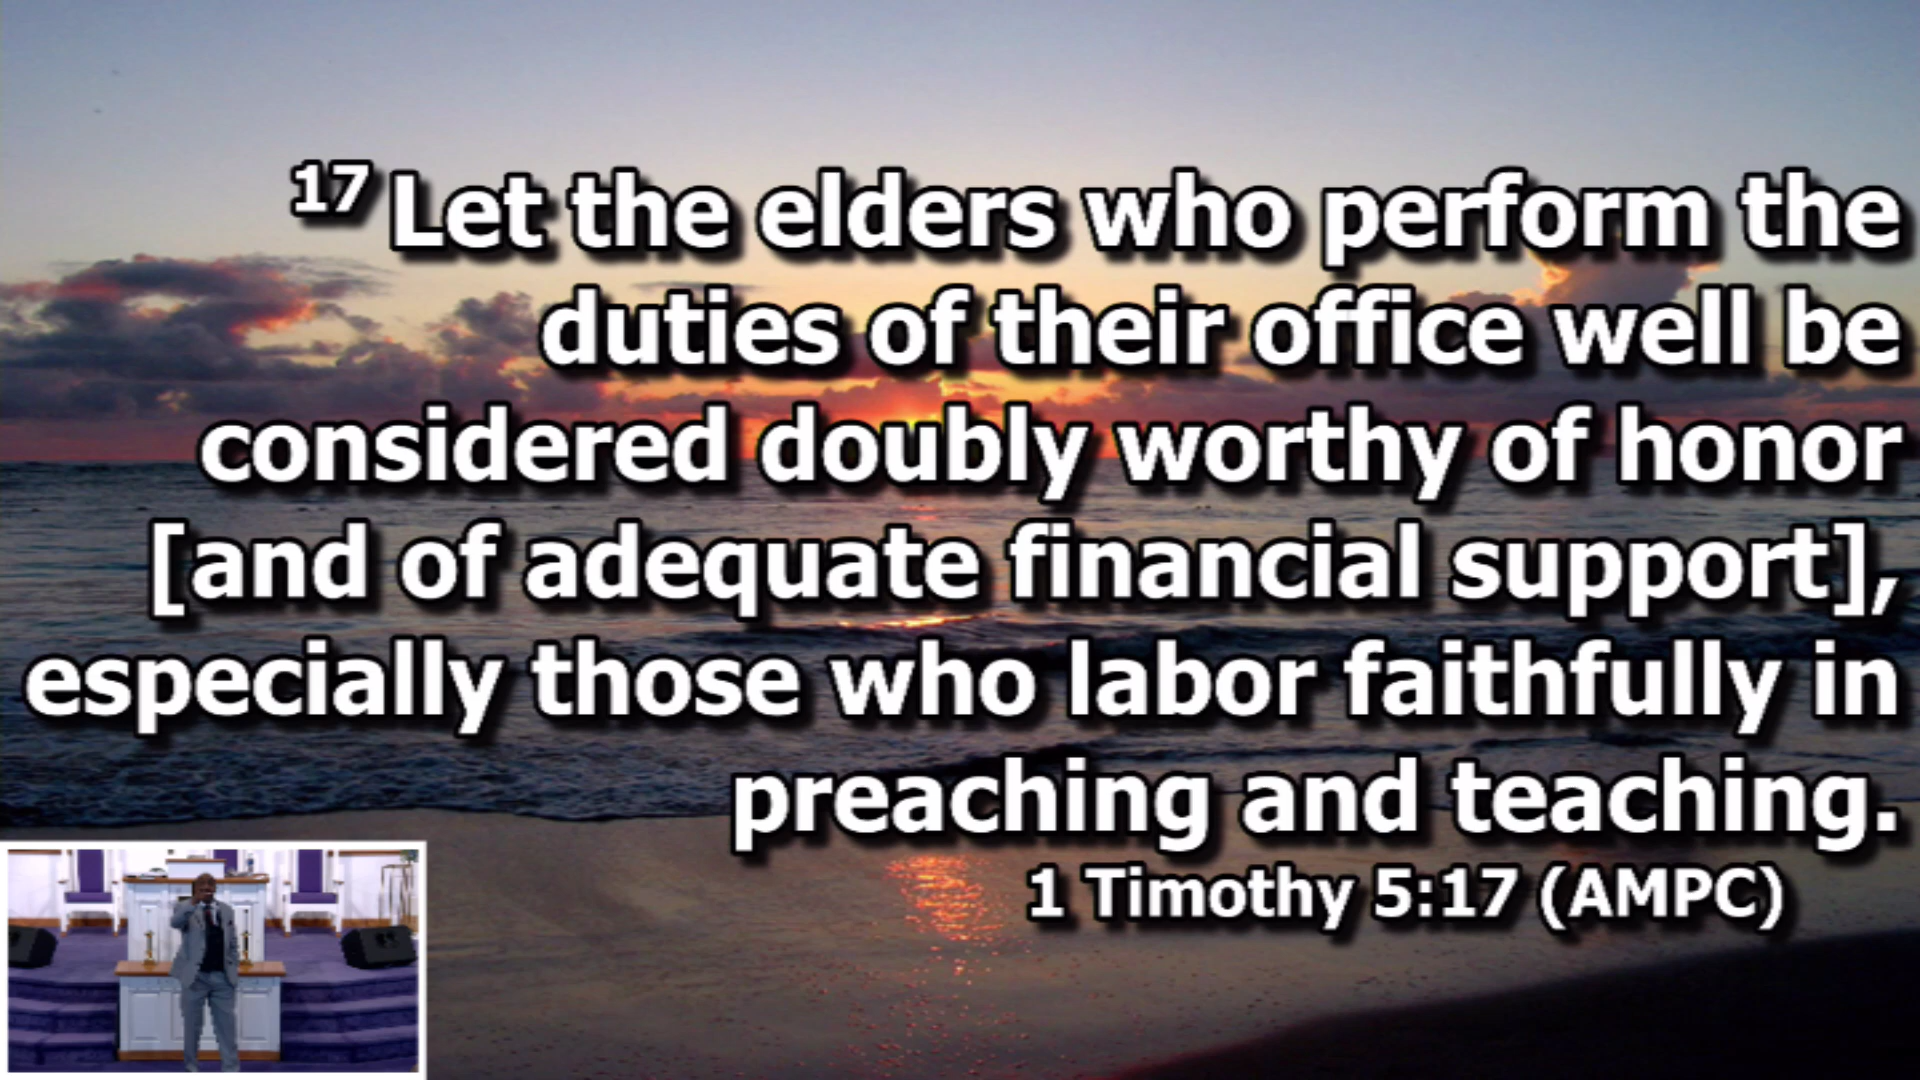 17 Let the elders who perform the
duties of their office well be
considered doubly worthy of honor
[and of adequate financial support],
especially those who labor faithfully in
preaching and teaching.
1 Timothy 5:17 (AMPC)